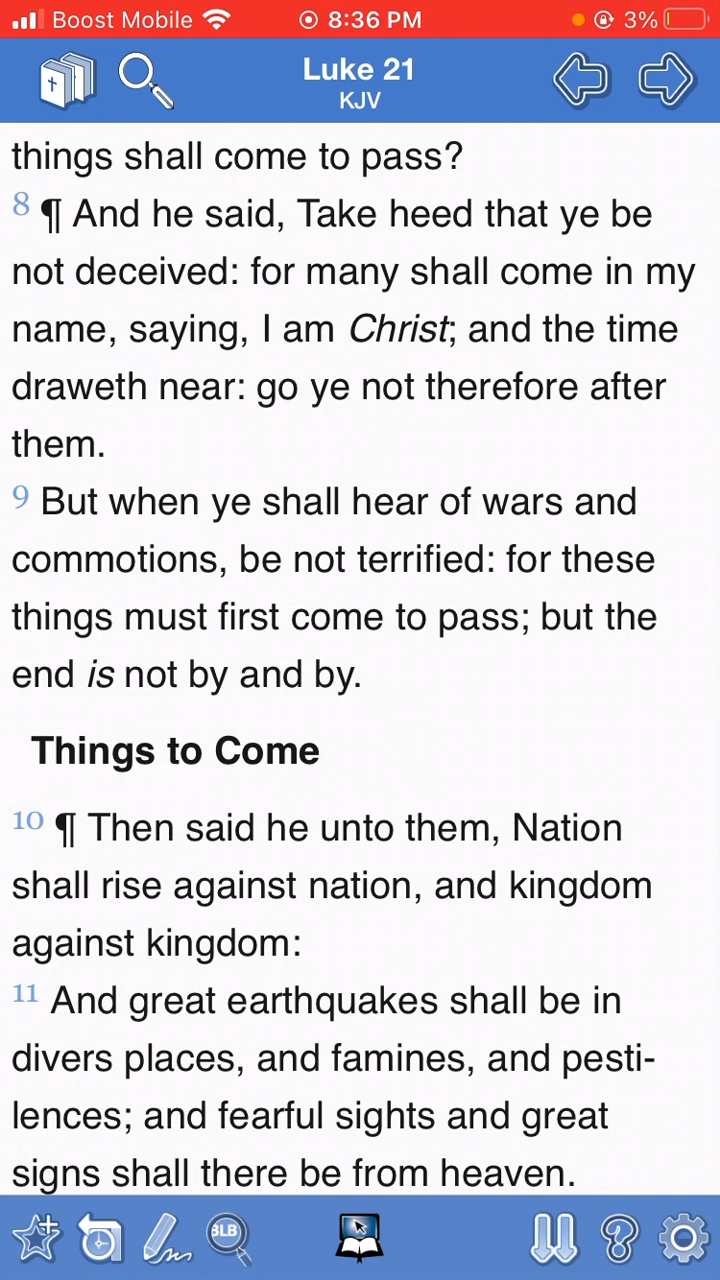 Boost Mobile 8:36 PM 3%
Luke 21
KJV
things shall come to pass?
8 ¶ And he said, Take heed that ye be
not deceived: for many shall come in my
name, saying, I am Christ; and the time
draweth near: go ye not therefore after
them.
9 But when ye shall hear of wars and
commotions, be not terrified: for these
things must first come to pass; but the
end is not by and by.
Things to Come
10 ¶ Then said he unto them, Nation
shall rise against nation, and kingdom
against kingdom:
11 And great earthquakes shall be in
divers places, and famines, and pesti-
lences; and fearful sights and great
signs shall there be from heaven.
BLB